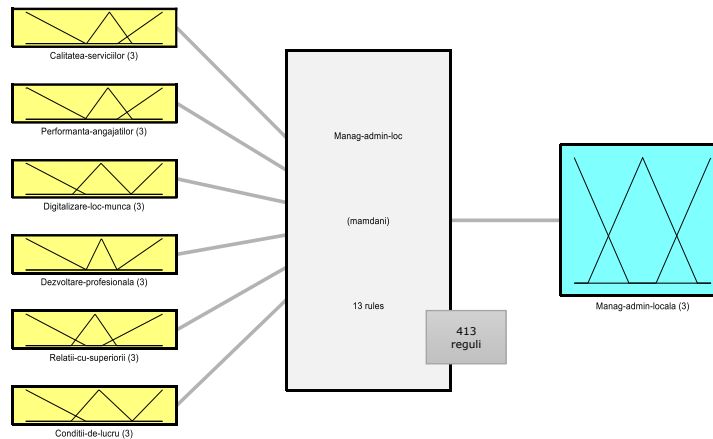 Calitatea-serviciilor (3)
Performanta-angajatilor (3)
Digitalizare-loc-munca (3)
Dezvoltare-profesionala (3)
Relatii-cu-superiorii (3)
Conditii-de-lucru (3)
Manag-admin-loc
(mamdani)
13 rules
413
reguli
Manag-admin-locala (3)